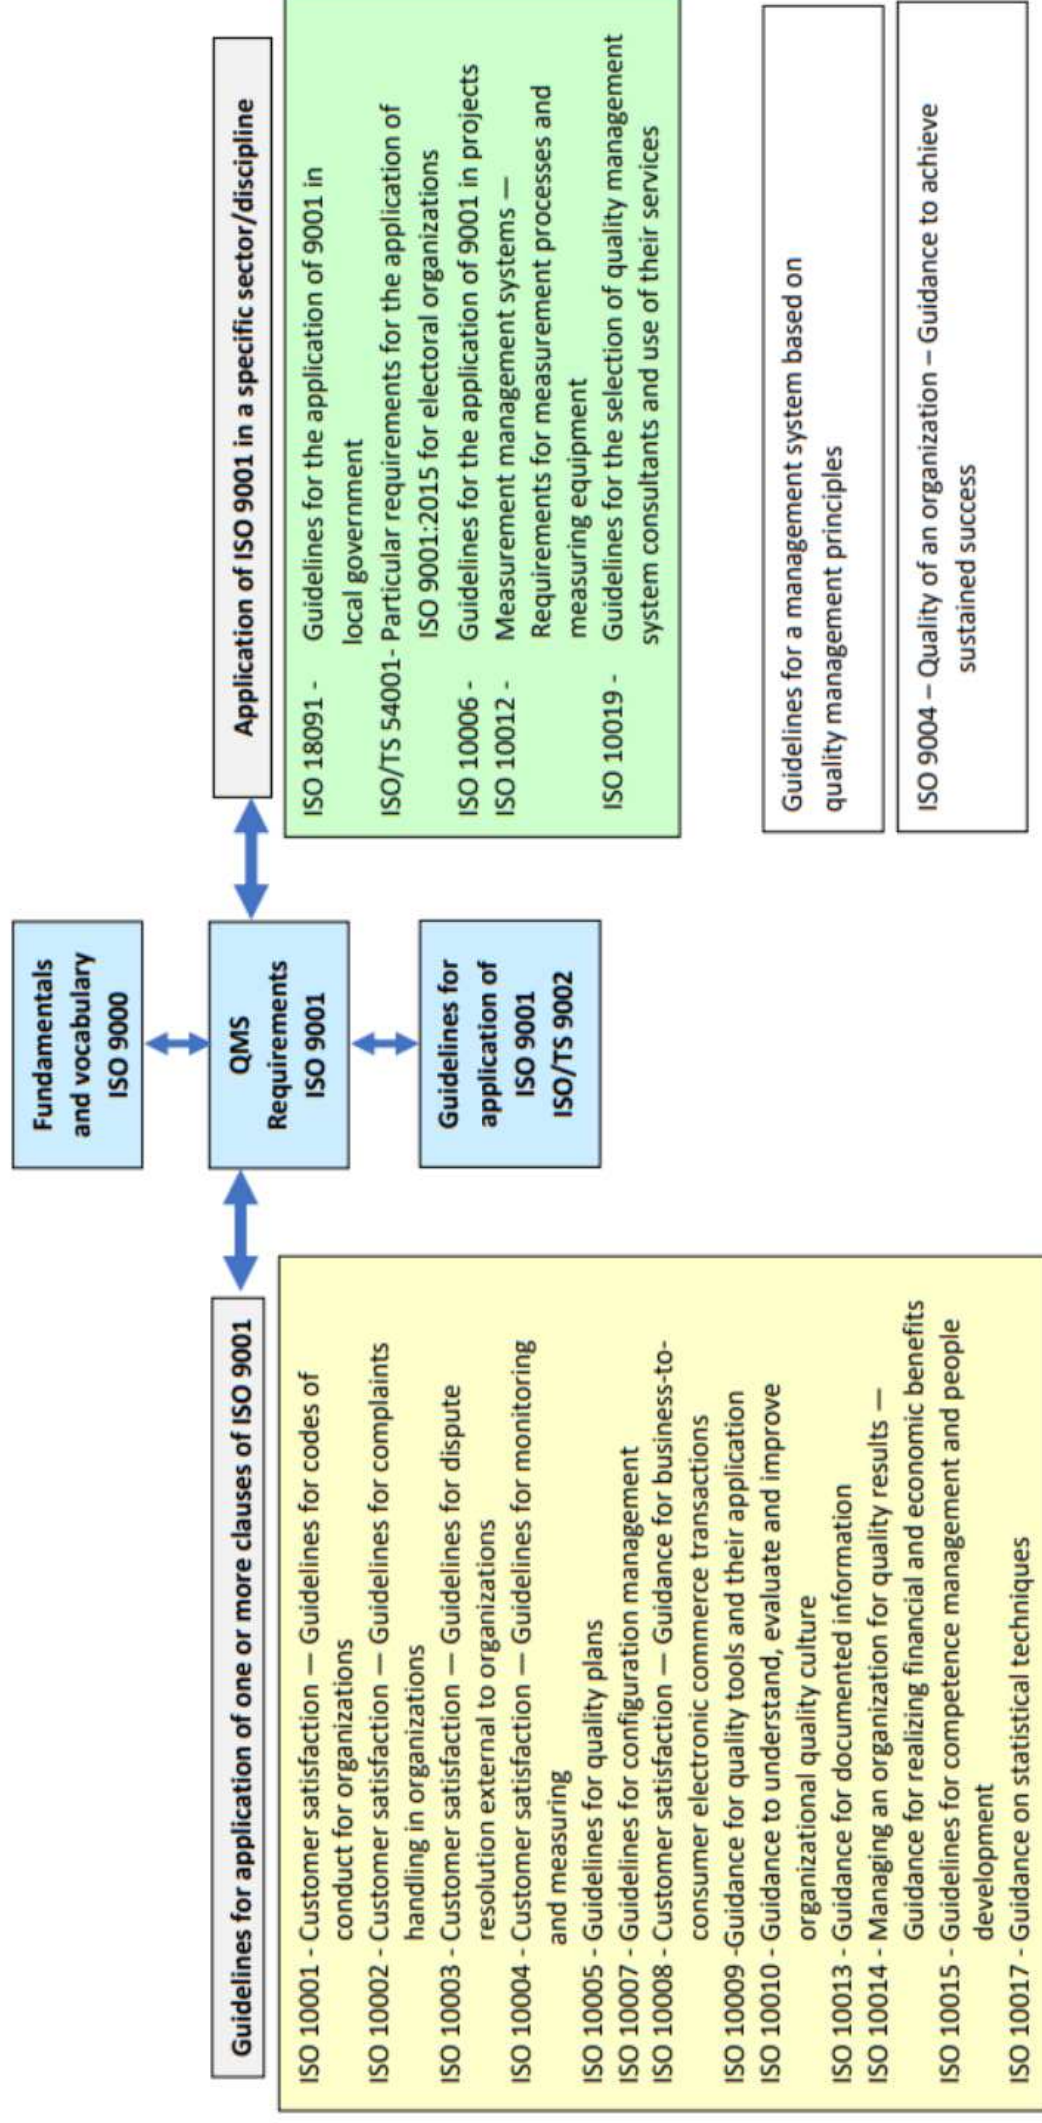 Fundamentals
and vocabulary
ISO 9000
QMS
Requirements
ISO 9001
Guidelines for
application of
ISO 9001
ISO/TS 9002
Guidelines for application of one or more clauses of ISO 9001
ISO 10001 - Customer satisfaction — Guidelines for codes of
conduct for organizations
ISO 10002 - Customer satisfaction — Guidelines for complaints
handling in organizations
ISO 10003 - Customer satisfaction — Guidelines for dispute
resolution external to organizations
ISO 10004 - Customer satisfaction — Guidelines for monitoring
and measuring
ISO 10005 - Guidelines for quality plans
ISO 10007 - Guidelines for configuration management
ISO 10008 - Customer satisfaction — Guidance for business-to-
consumer electronic commerce transactions
ISO 10009 -Guidance for quality tools and their application
ISO 10010 - Guidance to understand, evaluate and improve
organizational quality culture
ISO 10013 - Guidance for documented information
ISO 10014 - Managing an organization for quality results —
Guidance for realizing financial and economic benefits
ISO 10015 - Guidelines for competence management and people
development
ISO 10017 - Guidance on statistical techniques
Application of ISO 9001 in a specific sector/discipline
ISO 18091 - Guidelines for the application of 9001 in
local government
ISO/TS 54001- Particular requirements for the application of
ISO 9001:2015 for electoral organizations
ISO 10006 - Guidelines for the application of 9001 in projects
ISO 10012 - Measurement management systems —
Requirements for measurement processes and
measuring equipment
ISO 10019 - Guidelines for the selection of quality management
system consultants and use of their services
Guidelines for a management system based on
quality management principles
ISO 9004 – Quality of an organization – Guidance to achieve
sustained success